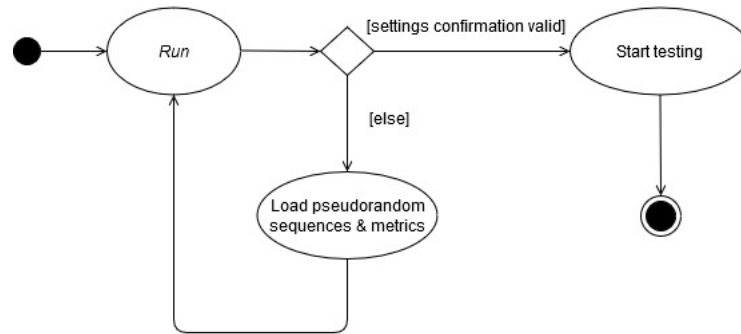 [settings confirmation valid]
Run
Start testing
[else]
Load pseudorandom
sequences & metrics